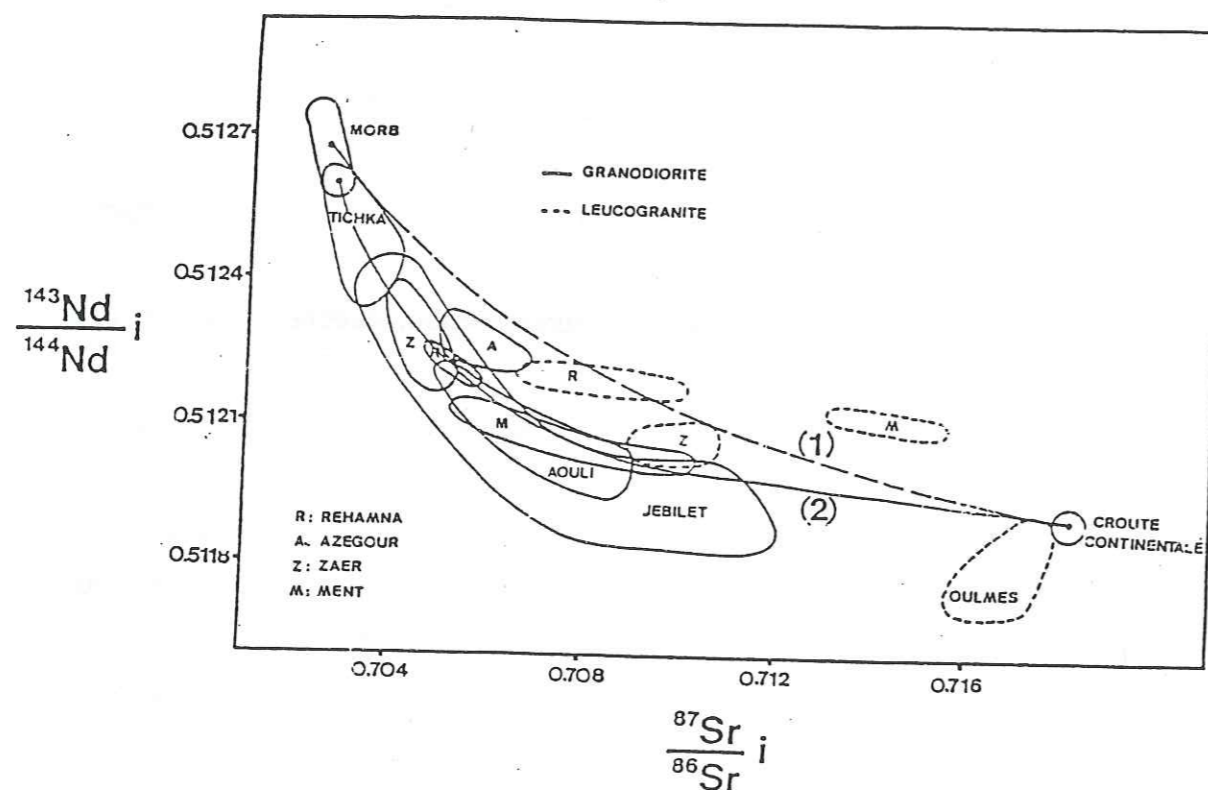 0.5127
MORB
GRANODIORITE
LEUCOGRANITE
TICHKA
0.5124
143Nd
144Nd
i
Z
A
R
0.5121
M
Z
(1)
M
AOULI
JEBILET
(2)
CROUTE
CONTINENTALE
R: REHAMNA
A. AZEGOUR
Z: ZAER
M: MENT
0.5118
OULMES
0.704
0.708
0.712
0.716
87Sr
86Sr
i